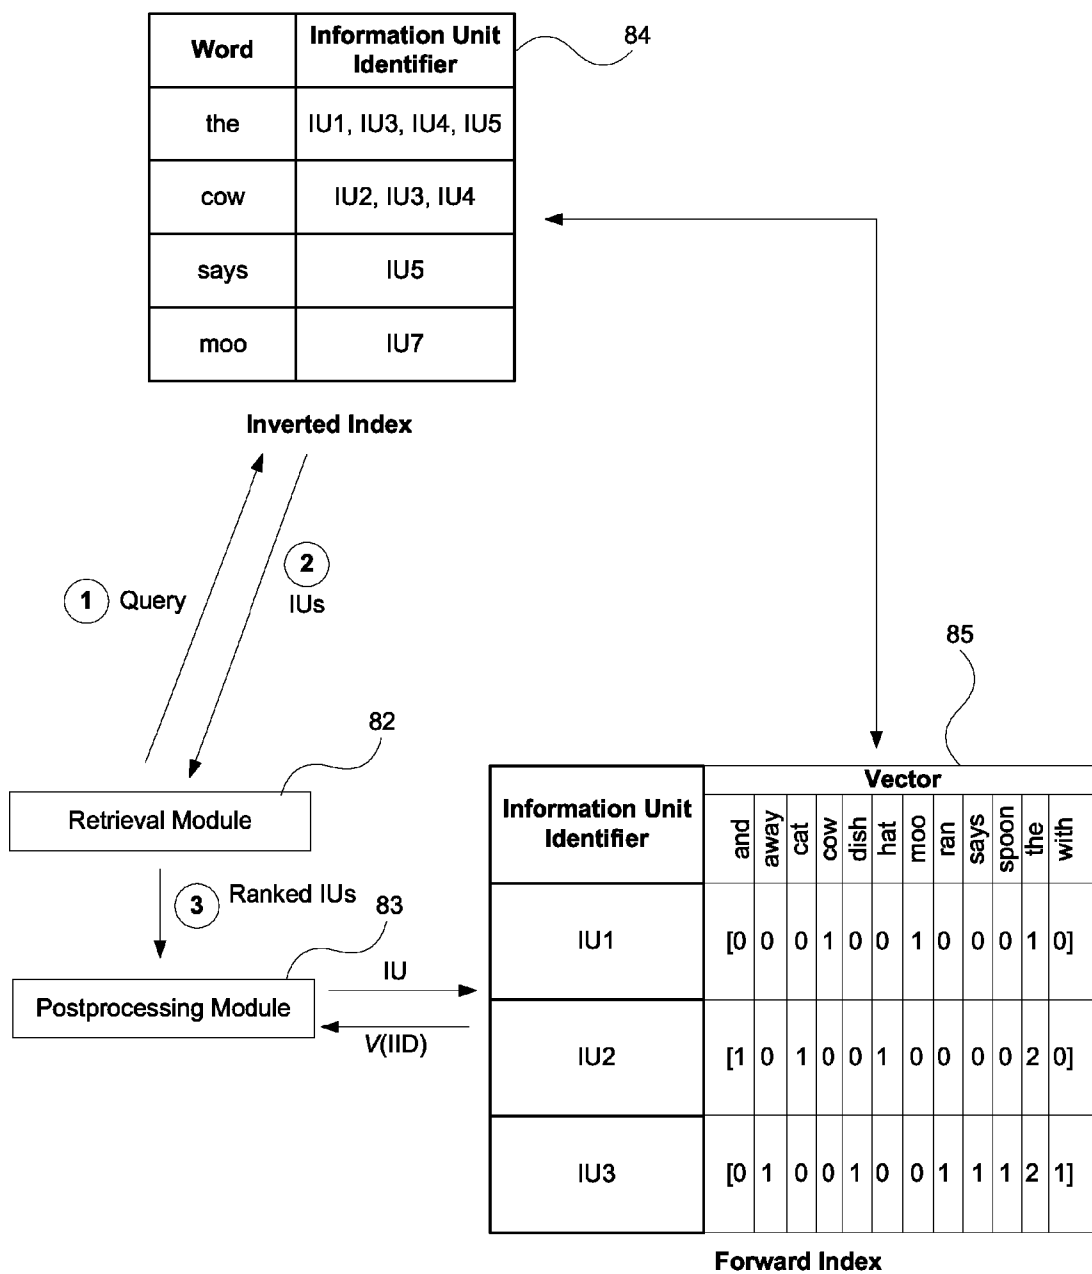 84
Word Information Unit Identifier
the IU1, IU3, IU4, IU5
cow IU2, IU3, IU4
says IU5
moo IU7
Inverted Index
1 Query
2
IUs
82
Retrieval Module
3 Ranked IUs
83
Postprocessing Module
IU
V(IID)
85
Information Unit Identifier
Vector
and away cat cow dish hat moo ran says spoon the with
IU1 [0 0 0 1 0 0 1 0 0 0 1 0]
IU2 [1 0 1 0 0 1 0 0 0 0 2 0]
IU3 [0 1 0 0 1 0 0 1 1 1 2 1]
Forward Index